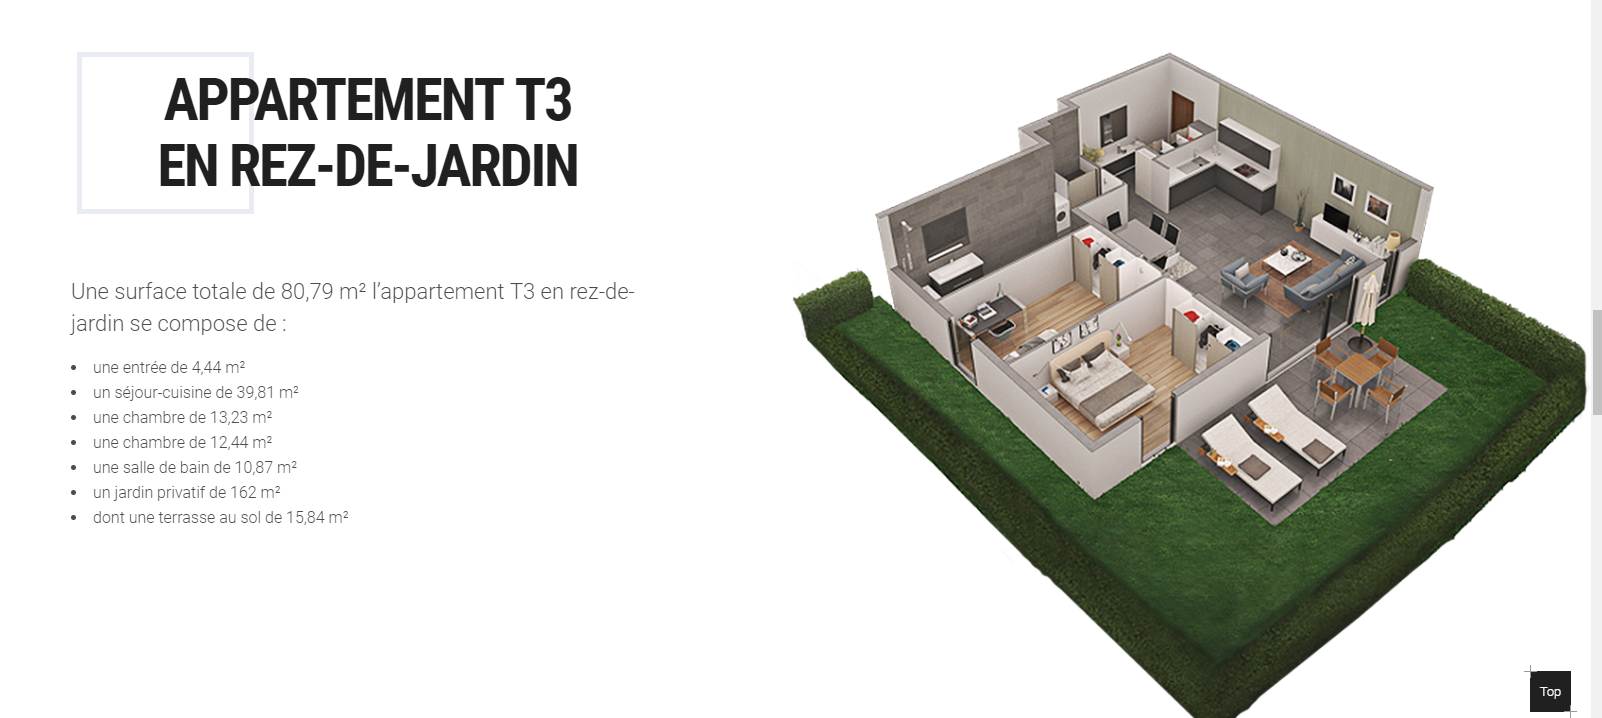 APPARTEMENT T3
EN REZ-DE-JARDIN
Une surface totale de 80,79 m² l’appartement T3 en rez-de-
jardin se compose de :
• une entrée de 4,44 m²
• un séjour-cuisine de 39,81 m²
• une chambre de 13,23 m²
• une chambre de 12,44 m²
• une salle de bain de 10,87 m²
• un jardin privatif de 162 m²
• dont une terrasse au sol de 15,84 m²
Top